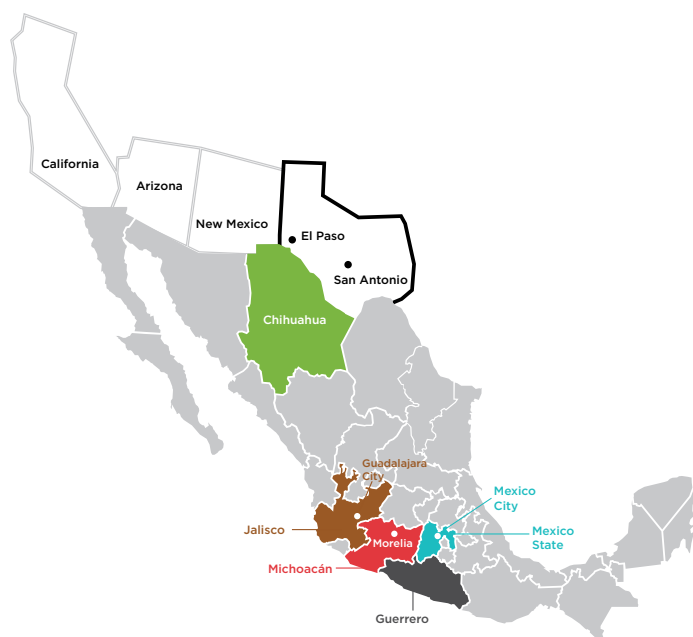 California
Arizona
New Mexico
El Paso
San Antonio
Chihuahua
Guadalajara
City
Mexico
City
Jalisco
Morelia
Mexico
State
Michoacán
Guerrero